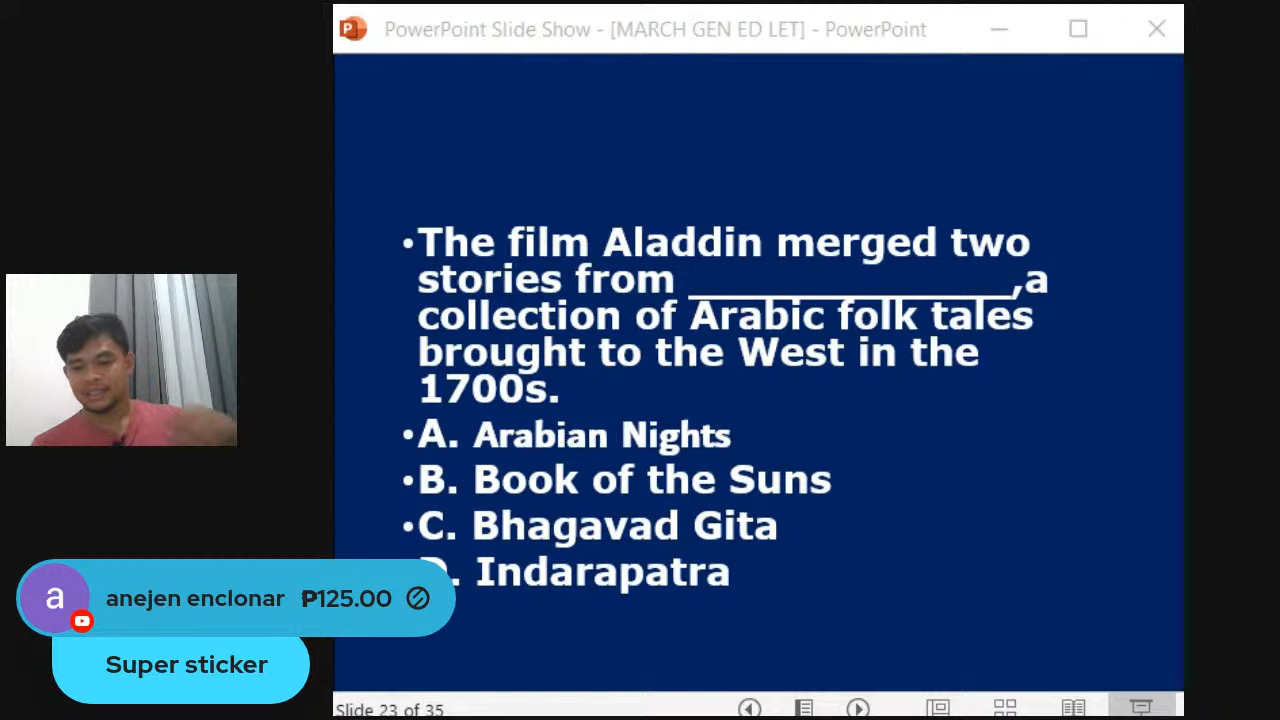 PowerPoint Slide Show - [MARCH GEN ED LET] - PowerPoint
•The film Aladdin merged two
stories from ________________,a
collection of Arabic folk tales
brought to the West in the
1700s.
•A. Arabian Nights
•B. Book of the Suns
•C. Bhagavad Gita
D. Indarapatra
a anejen enclonar ₱125.00
Super sticker
Slide 23 of 35